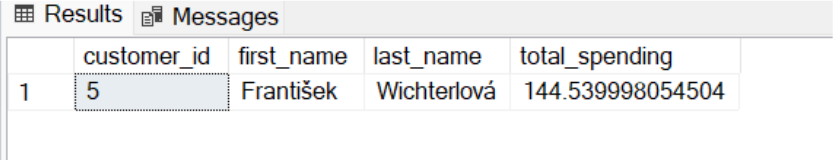 Results Messages
customer_id first_name last_name total_spending
1 5 František Wichterlová 144.539998054504